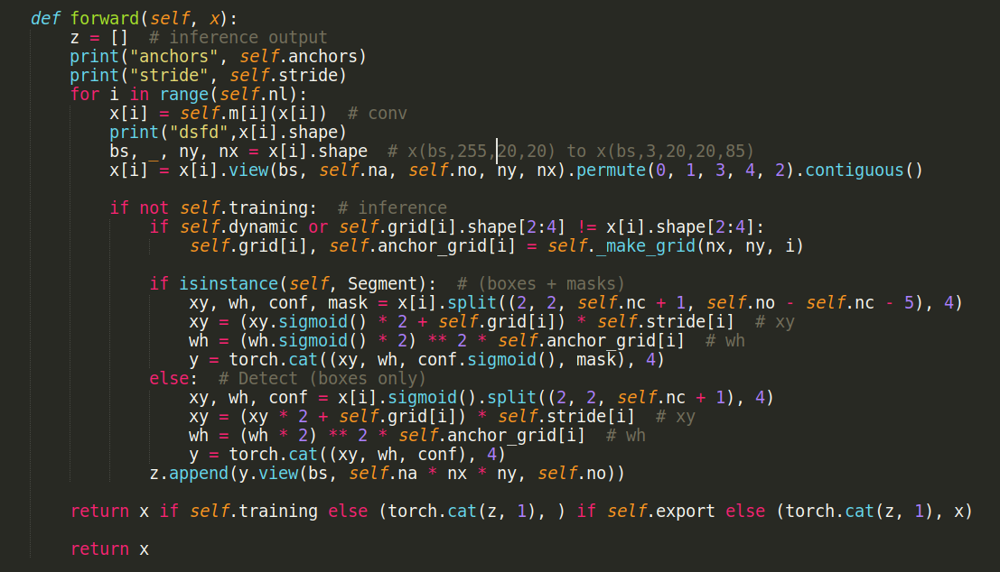 def forward(self, x):
    z = []  # inference output
    print("anchors", self.anchors)
    print("stride", self.stride)
    for i in range(self.nl):
        x[i] = self.m[i](x[i])  # conv
        print("dsfd",x[i].shape)
        bs, _, ny, nx = x[i].shape  # x(bs,255,20,20) to x(bs,3,20,20,85)
        x[i] = x[i].view(bs, self.na, self.no, ny, nx).permute(0, 1, 3, 4, 2).contiguous()

        if not self.training:  # inference
            if self.dynamic or self.grid[i].shape[2:4] != x[i].shape[2:4]:
                self.grid[i], self.anchor_grid[i] = self._make_grid(nx, ny, i)

            if isinstance(self, Segment):  # (boxes + masks)
                xy, wh, conf, mask = x[i].split((2, 2, self.nc + 1, self.no - self.nc - 5), 4)
                xy = (xy.sigmoid() * 2 + self.grid[i]) * self.stride[i]  # xy
                wh = (wh.sigmoid() * 2) ** 2 * self.anchor_grid[i]  # wh
                y = torch.cat((xy, wh, conf.sigmoid(), mask), 4)
            else:  # Detect (boxes only)
                xy, wh, conf = x[i].sigmoid().split((2, 2, self.nc + 1), 4)
                xy = (xy * 2 + self.grid[i]) * self.stride[i]  # xy
                wh = (wh * 2) ** 2 * self.anchor_grid[i]  # wh
                y = torch.cat((xy, wh, conf), 4)
            z.append(y.view(bs, self.na * nx * ny, self.no))

    return x if self.training else (torch.cat(z, 1), ) if self.export else (torch.cat(z, 1), x)

    return x